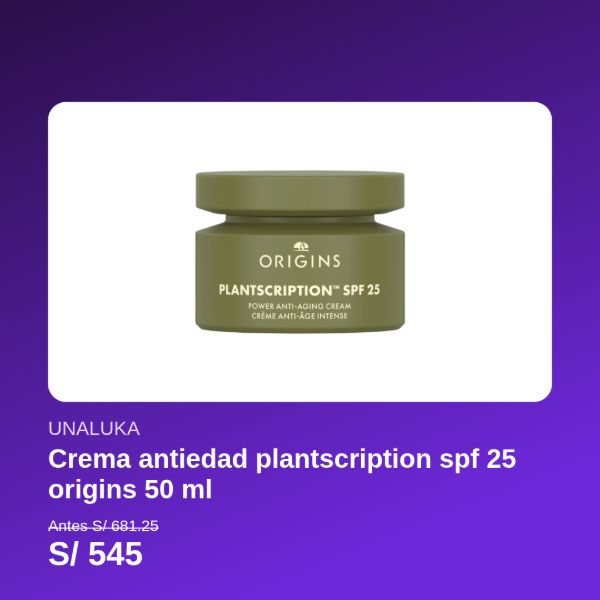 ORIGINS
PLANTSCRIPTION™ SPF 25
POWER ANTI-AGING CREAM
CRÈME ANTI-ÂGE INTENSE
UNALUKA
Crema antiedad plantscription spf 25
origins 50 ml
Antes S/ 681.25
S/ 545